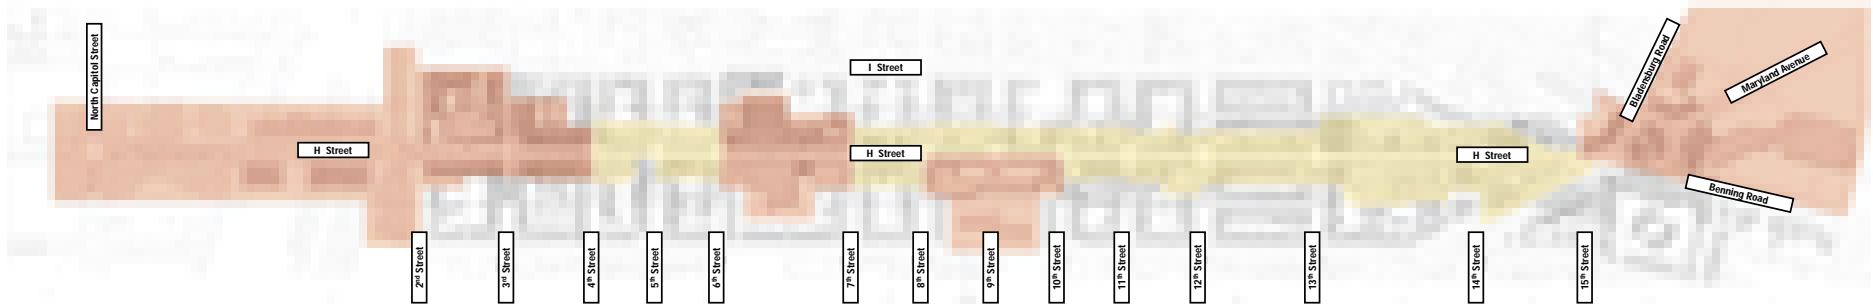 North Capitol Street
I Street
Bladensburg Road
Maryland Avenue
H Street
H Street
H Street
Benning Road
2nd Street
3rd Street
4th Street
5th Street
6th Street
7th Street
8th Street
9th Street
10th Street
11th Street
12th Street
13th Street
14th Street
15th Street